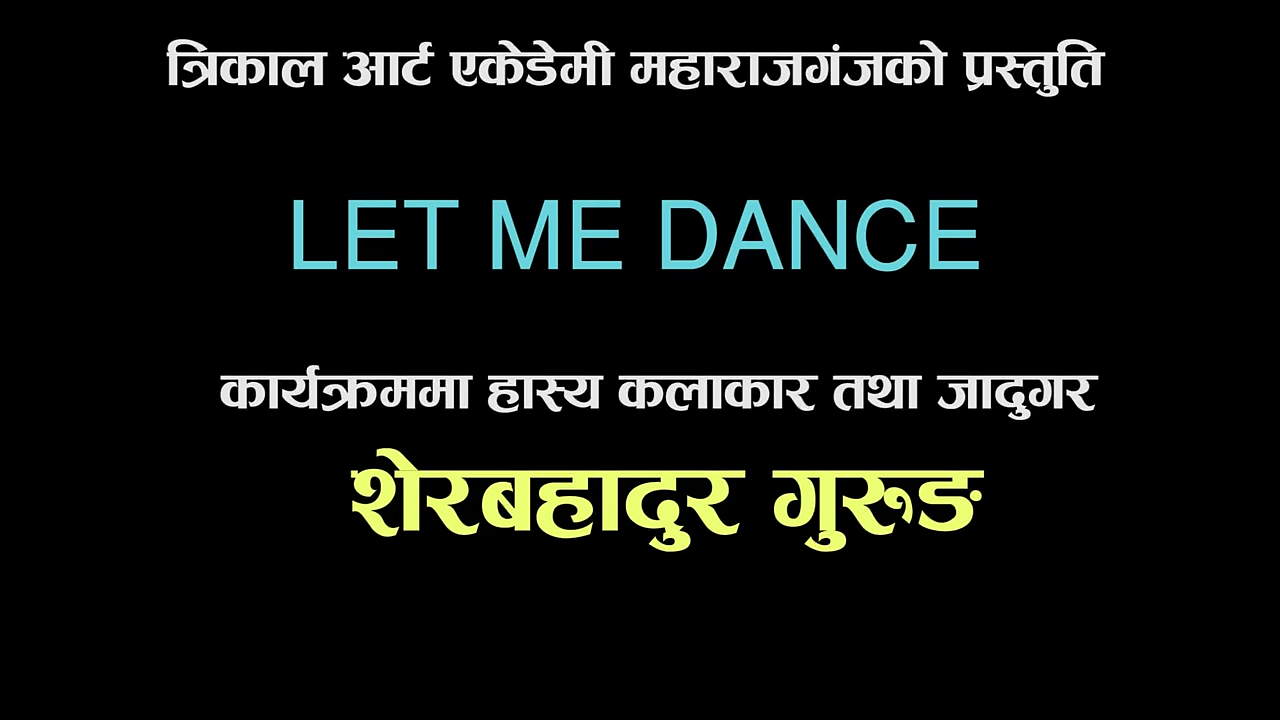 त्रिकाल आर्ट एकेडेमी महाराजगंजको प्रस्तुति
LET ME DANCE
कार्यक्रममा हास्य कलाकार तथा जादुगर
शेरबहादुर गुरुङ